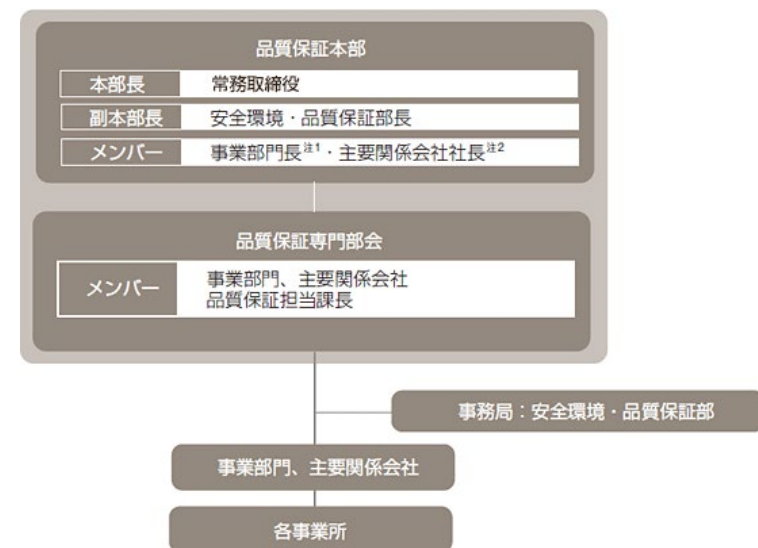 品質保証本部
本部長 常務取締役
副本部長 安全環境・品質保証部長
メンバー 事業部門長注1・主要関係会社社長注2
品質保証専門部会
メンバー 事業部門、主要関係会社
品質保証担当課長
事務局：安全環境・品質保証部
事業部門、主要関係会社
各事業所